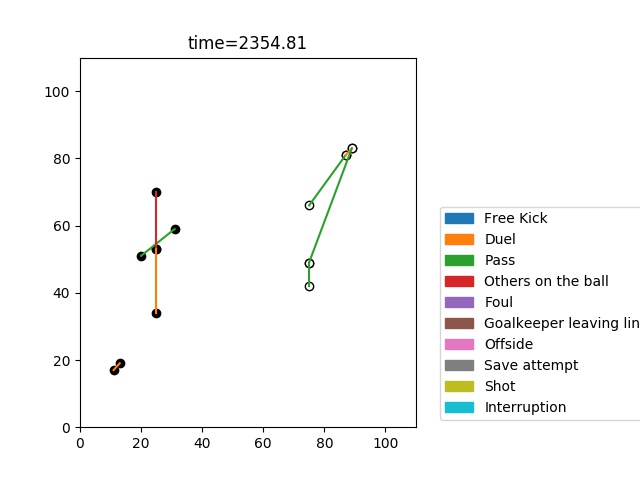 time=2354.81
100
80
60
40
20
0
0 20 40 60 80 100
Free Kick
Duel
Pass
Others on the ball
Foul
Goalkeeper leaving lin
Offside
Save attempt
Shot
Interruption